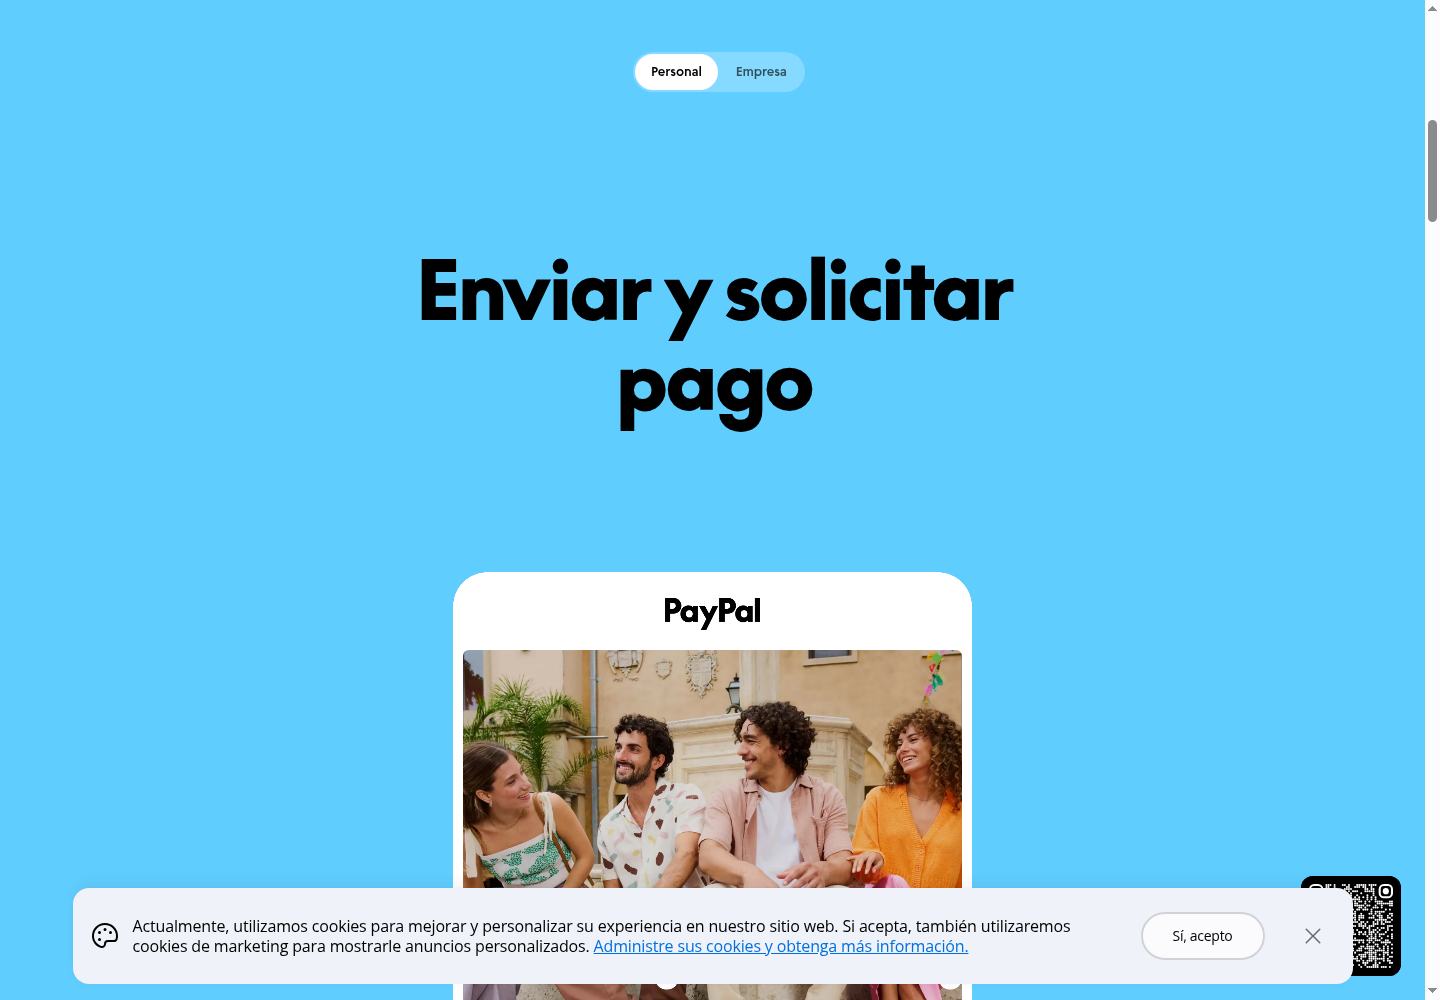 Personal
Empresa
Enviar y solicitar
pago
PayPal
Actualmente, utilizamos cookies para mejorar y personalizar su experiencia en nuestro sitio web. Si acepta, también utilizaremos
cookies de marketing para mostrarle anuncios personalizados. Administre sus cookies y obtenga más información.
Sí, acepto